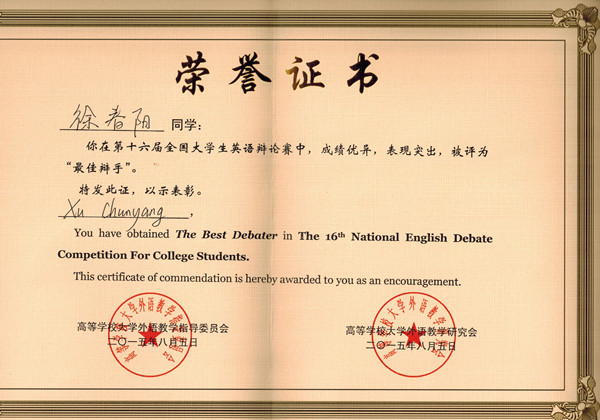 荣誉证书
徐春阳 同学:
你在第十六届全国大学生英语辩论赛中,成绩优异,表现突出,被评为
“最佳辩手”。
特发此证,以示表彰。
Xu Chunyang ,
You have obtained The Best Debater in The 16th National English Debate
Competition For College Students.
This certificate of commendation is hereby awarded to you as an encouragement.
高等学校大学外语教学指导委员会
二〇一五年八月五日
高等学校大学外语教学研究会
二〇一五年八月五日